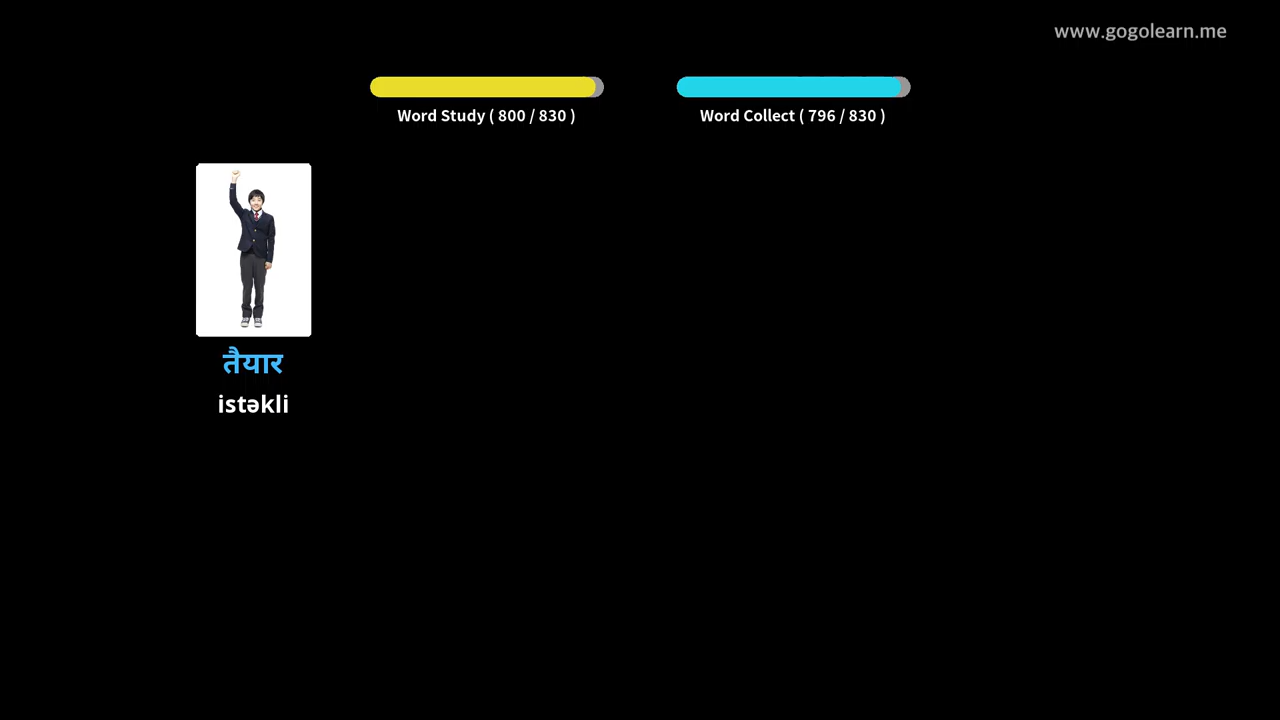 www.gogolearn.me
Word Study ( 800 / 830 )
Word Collect ( 796 / 830 )
तैयार
istəkli